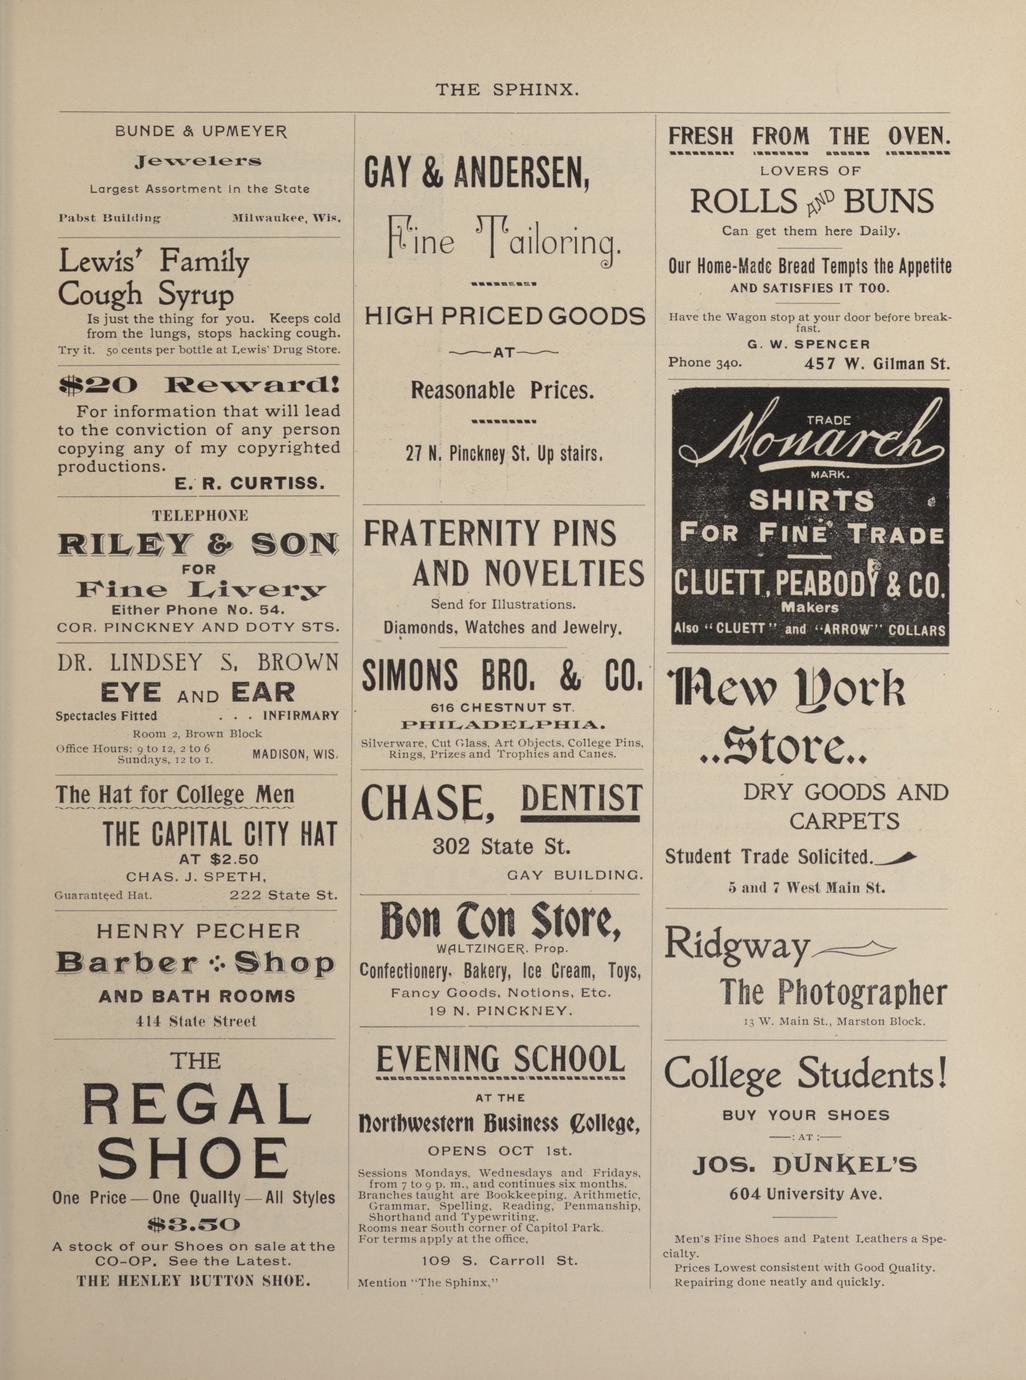 THE SPHINX.
BUNDE & UPMEYER
Jewelers
Largest Assortment in the State
Pabst Building Milwaukee, Wis.
Lewis' Family
Cough Syrup
Is just the thing for you. Keeps cold
from the lungs, stops hacking cough.
Try it. 50 cents per bottle at Lewis' Drug Store.
$20 Reward!
For information that will lead
to the conviction of any person
copying any of my copyrighted
productions.
E. R. CURTISS.
TELEPHONE
RILEY & SON
FOR
Fine Livery
Either Phone No. 54.
COR. PINCKNEY AND DOTY STS.
DR. LINDSEY S. BROWN
EYE AND EAR
Spectacles Fitted . . . INFIRMARY
Room 2, Brown Block
Office Hours: 9 to 12, 2 to 6
Sundays, 12 to 1. MADISON, WIS.
The Hat for College Men
THE CAPITAL CITY HAT
AT $2.50
CHAS. J. SPETH,
Guaranteed Hat. 222 State St.
HENRY PECHER
Barber Shop
AND BATH ROOMS
414 State Street
THE
REGAL
SHOE
One Price—One Quality—All Styles
$3.50
A stock of our Shoes on sale at the
CO-OP. See the Latest.
THE HENLEY BUTTON SHOE.
GAY & ANDERSEN,
Fine Tailoring.
HIGH PRICED GOODS
AT
Reasonable Prices.
27 N. Pinckney St. Up stairs.
FRATERNITY PINS
AND NOVELTIES
Send for Illustrations.
Diamonds, Watches and Jewelry.
SIMONS BRO. & CO.
616 CHESTNUT ST.
PHILADELPHIA.
Silverware, Cut Glass, Art Objects, College Pins,
Rings, Prizes and Trophies and Canes.
CHASE, DENTIST
302 State St.
GAY BUILDING.
Bon Ton Store,
WALTZINGER. Prop.
Confectionery, Bakery, Ice Cream, Toys,
Fancy Goods, Notions, Etc.
19 N. PINCKNEY.
EVENING SCHOOL
AT THE
Northwestern Business College,
OPENS OCT 1st.
Sessions Mondays, Wednesdays and Fridays,
from 7 to 9 p. m., and continues six months.
Branches taught are Bookkeeping, Arithmetic,
Grammar, Spelling, Reading, Penmanship,
Shorthand and Typewriting.
Rooms near South corner of Capitol Park.
For terms apply at the office,
109 S. Carroll St.
Mention "The Sphinx,"
FRESH FROM THE OVEN.
LOVERS OF
ROLLS AND BUNS
Can get them here Daily.
Our Home-Made Bread Tempts the Appetite
AND SATISFIES IT TOO.
Have the Wagon stop at your door before break-
fast.
G. W. SPENCER
Phone 340. 457 W. Gilman St.
TRADE
Monarch
MARK.
SHIRTS
FOR FINE TRADE
CLUETT, PEABODY & CO.
Makers
Also "CLUETT" and "ARROW" COLLARS
New York
..Store..
DRY GOODS AND
CARPETS
Student Trade Solicited.
5 and 7 West Main St.
Ridgway
The Photographer
13 W. Main St., Marston Block.
College Students!
BUY YOUR SHOES
—: AT :—
JOS. DUNKEL'S
604 University Ave.
Men's Fine Shoes and Patent Leathers a Spe-
cialty.
Prices Lowest consistent with Good Quality.
Repairing done neatly and quickly.